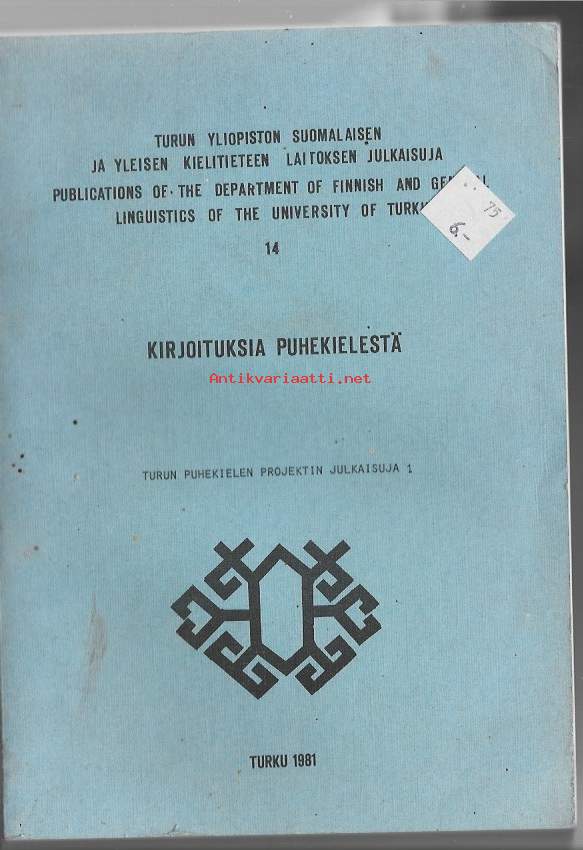 TURUN YLIOPISTON SUOMALAISEN
JA YLEISEN KIELITIETEEN LAITOKSEN JULKAISUJA
PUBLICATIONS OF THE DEPARTMENT OF FINNISH AND
LINGUISTICS OF THE UNIVERSITY OF
14
75
6.-
KIRJOITUKSIA PUHEKIELESTÄ
Antikvariaatti.net
TURUN PUHEKIELEN PROJEKTIN JULKAISUJA 1
TURKU 1981